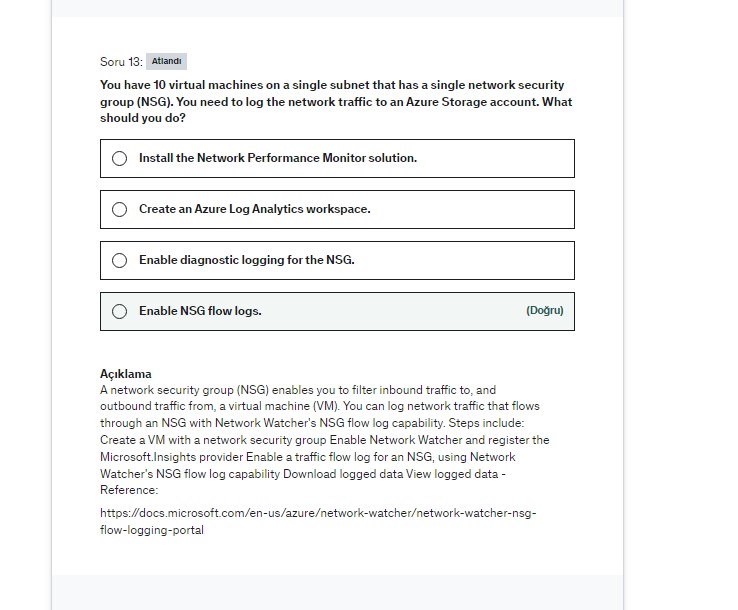 Soru 13: Atlandı
You have 10 virtual machines on a single subnet that has a single network security
group (NSG). You need to log the network traffic to an Azure Storage account. What
should you do?
Install the Network Performance Monitor solution.
Create an Azure Log Analytics workspace.
Enable diagnostic logging for the NSG.
Enable NSG flow logs. (Doğru)
Açıklama
A network security group (NSG) enables you to filter inbound traffic to, and
outbound traffic from, a virtual machine (VM). You can log network traffic that flows
through an NSG with Network Watcher's NSG flow log capability. Steps include:
Create a VM with a network security group Enable Network Watcher and register the
Microsoft.Insights provider Enable a traffic flow log for an NSG, using Network
Watcher's NSG flow log capability Download logged data View logged data -
Reference:
https://docs.microsoft.com/en-us/azure/network-watcher/network-watcher-nsg-
flow-logging-portal